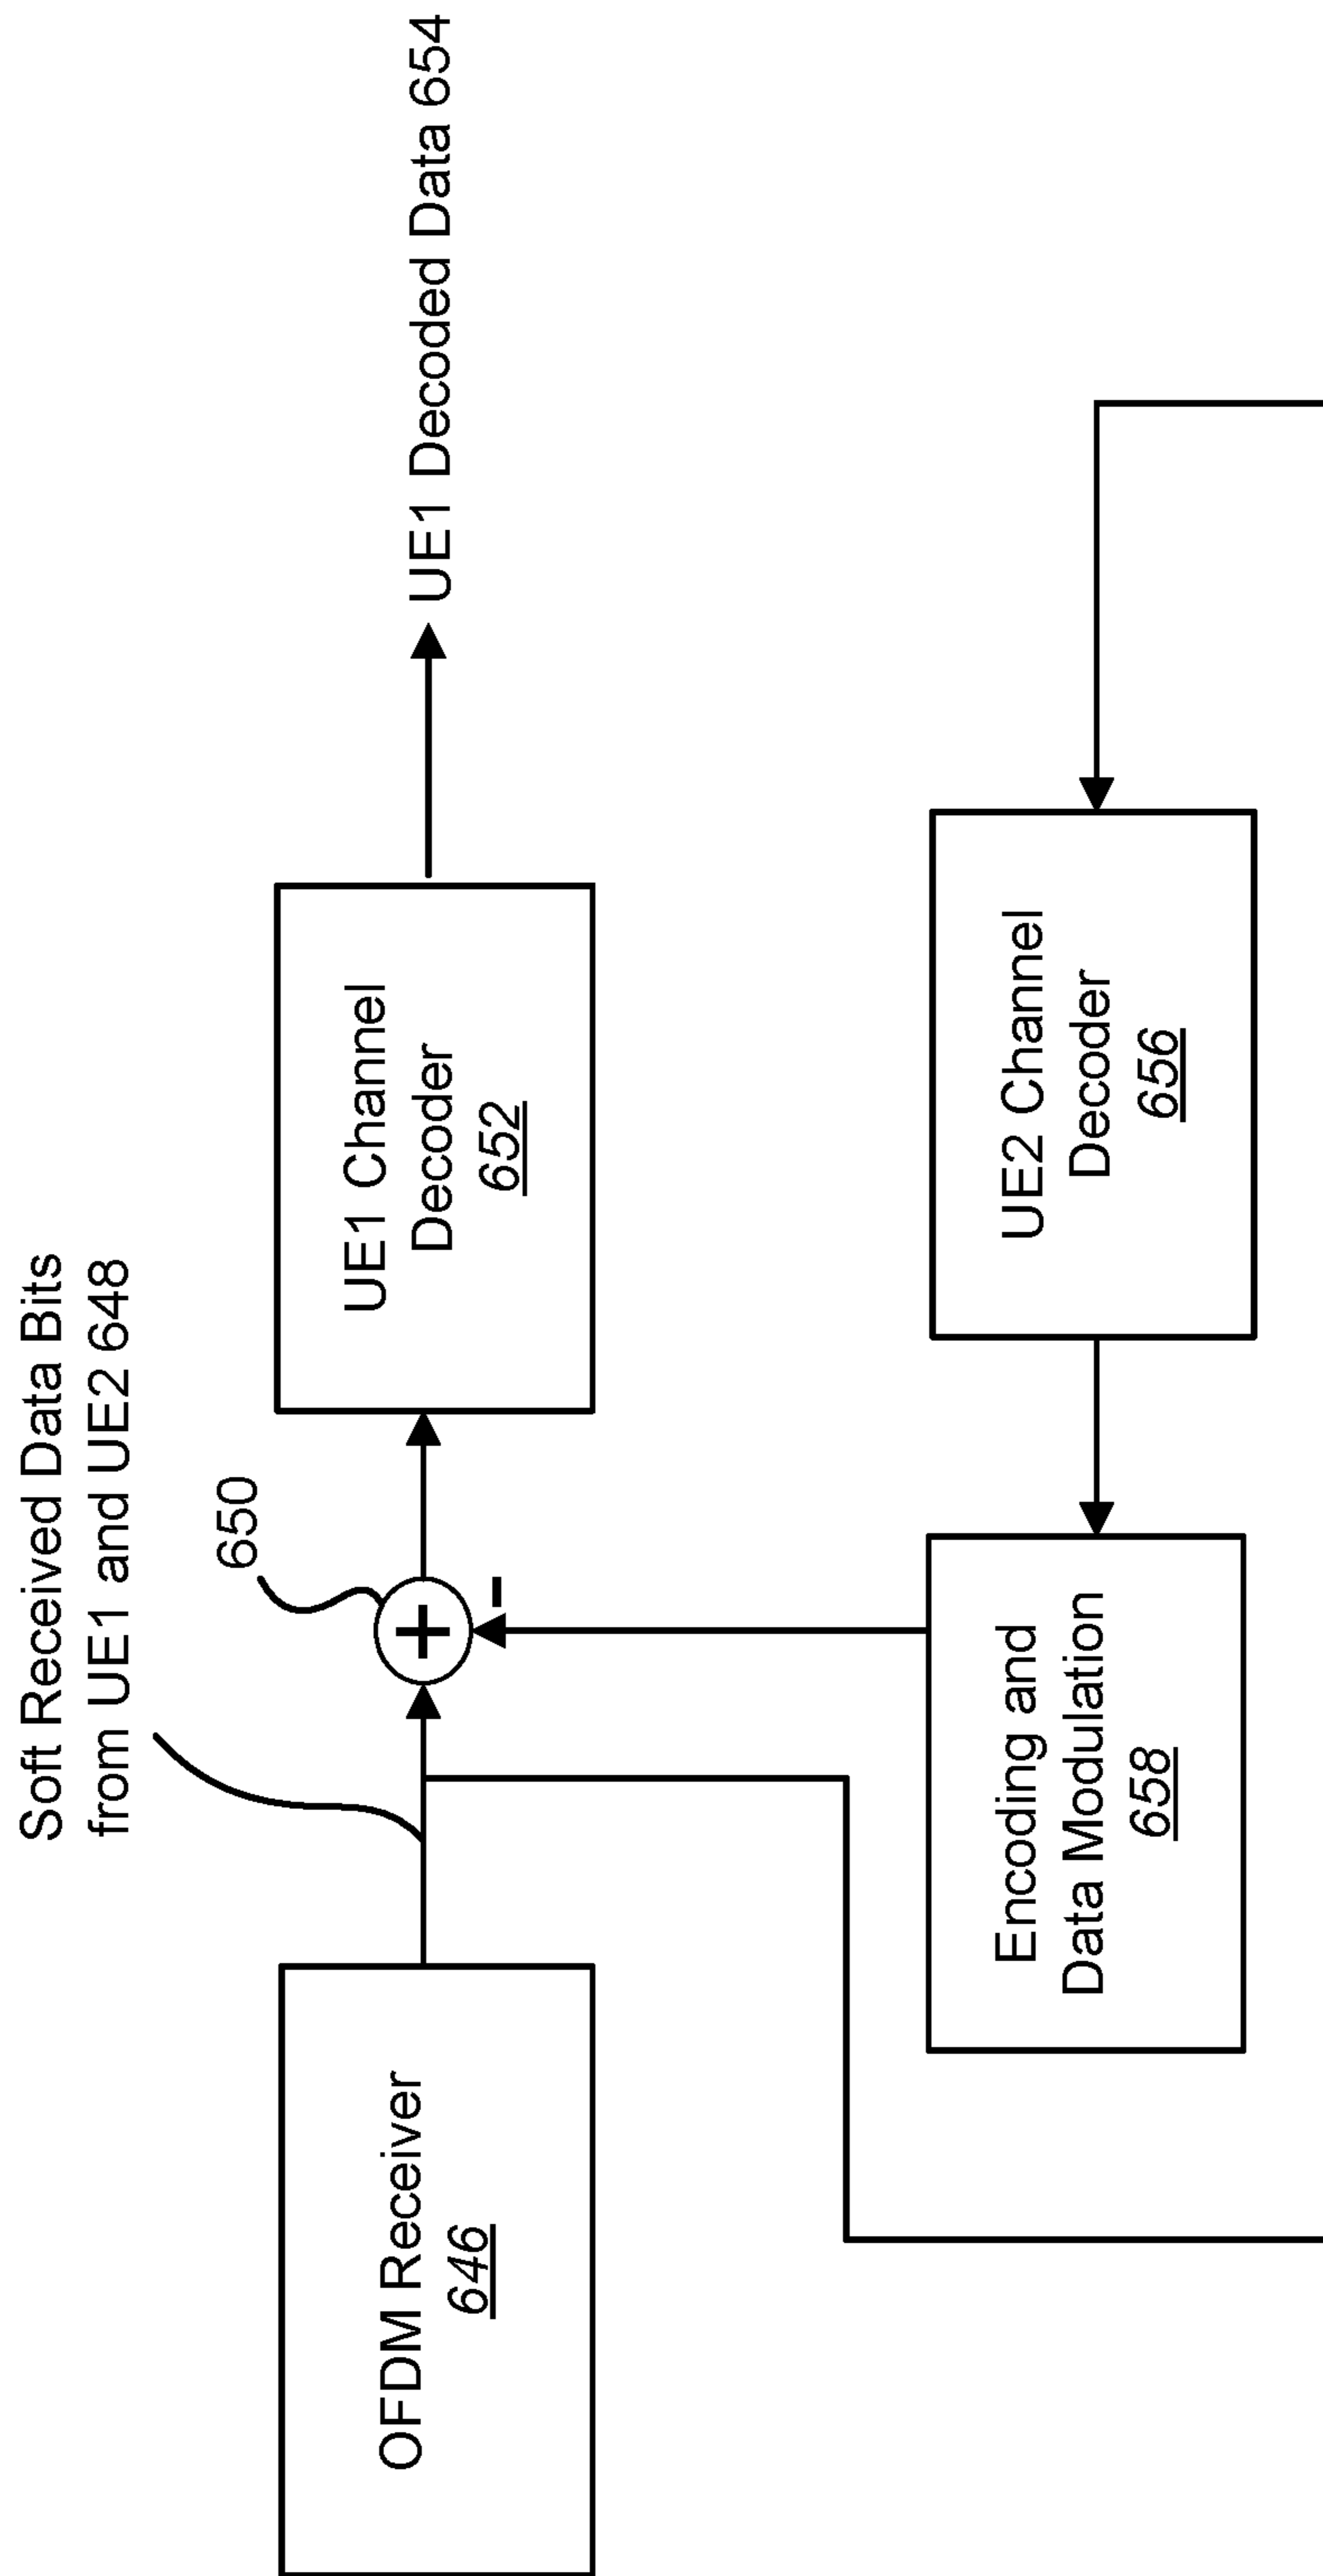 Soft Received Data Bits
from UE1 and UE2 648
650
OFDM Receiver
646
+
-
UE1 Channel
Decoder
652
UE1 Decoded Data 654
Encoding and
Data Modulation
658
UE2 Channel
Decoder
656